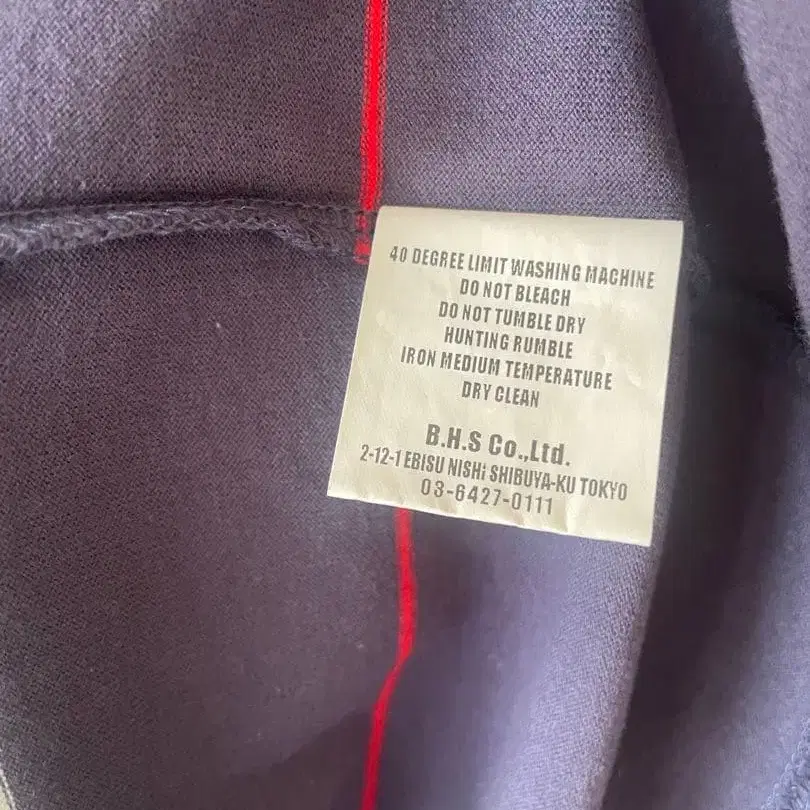 40 DEGREE LIMIT WASHING MACHINE
DO NOT BLEACH
DO NOT TUMBLE DRY
HUNTING RUMBLE
IRON MEDIUM TEMPERATURE
DRY CLEAN
B.H.S Co.,Ltd.
2-12-1 EBISU NISHi SHIBUYA-KU TOKYO
03-6427-0111